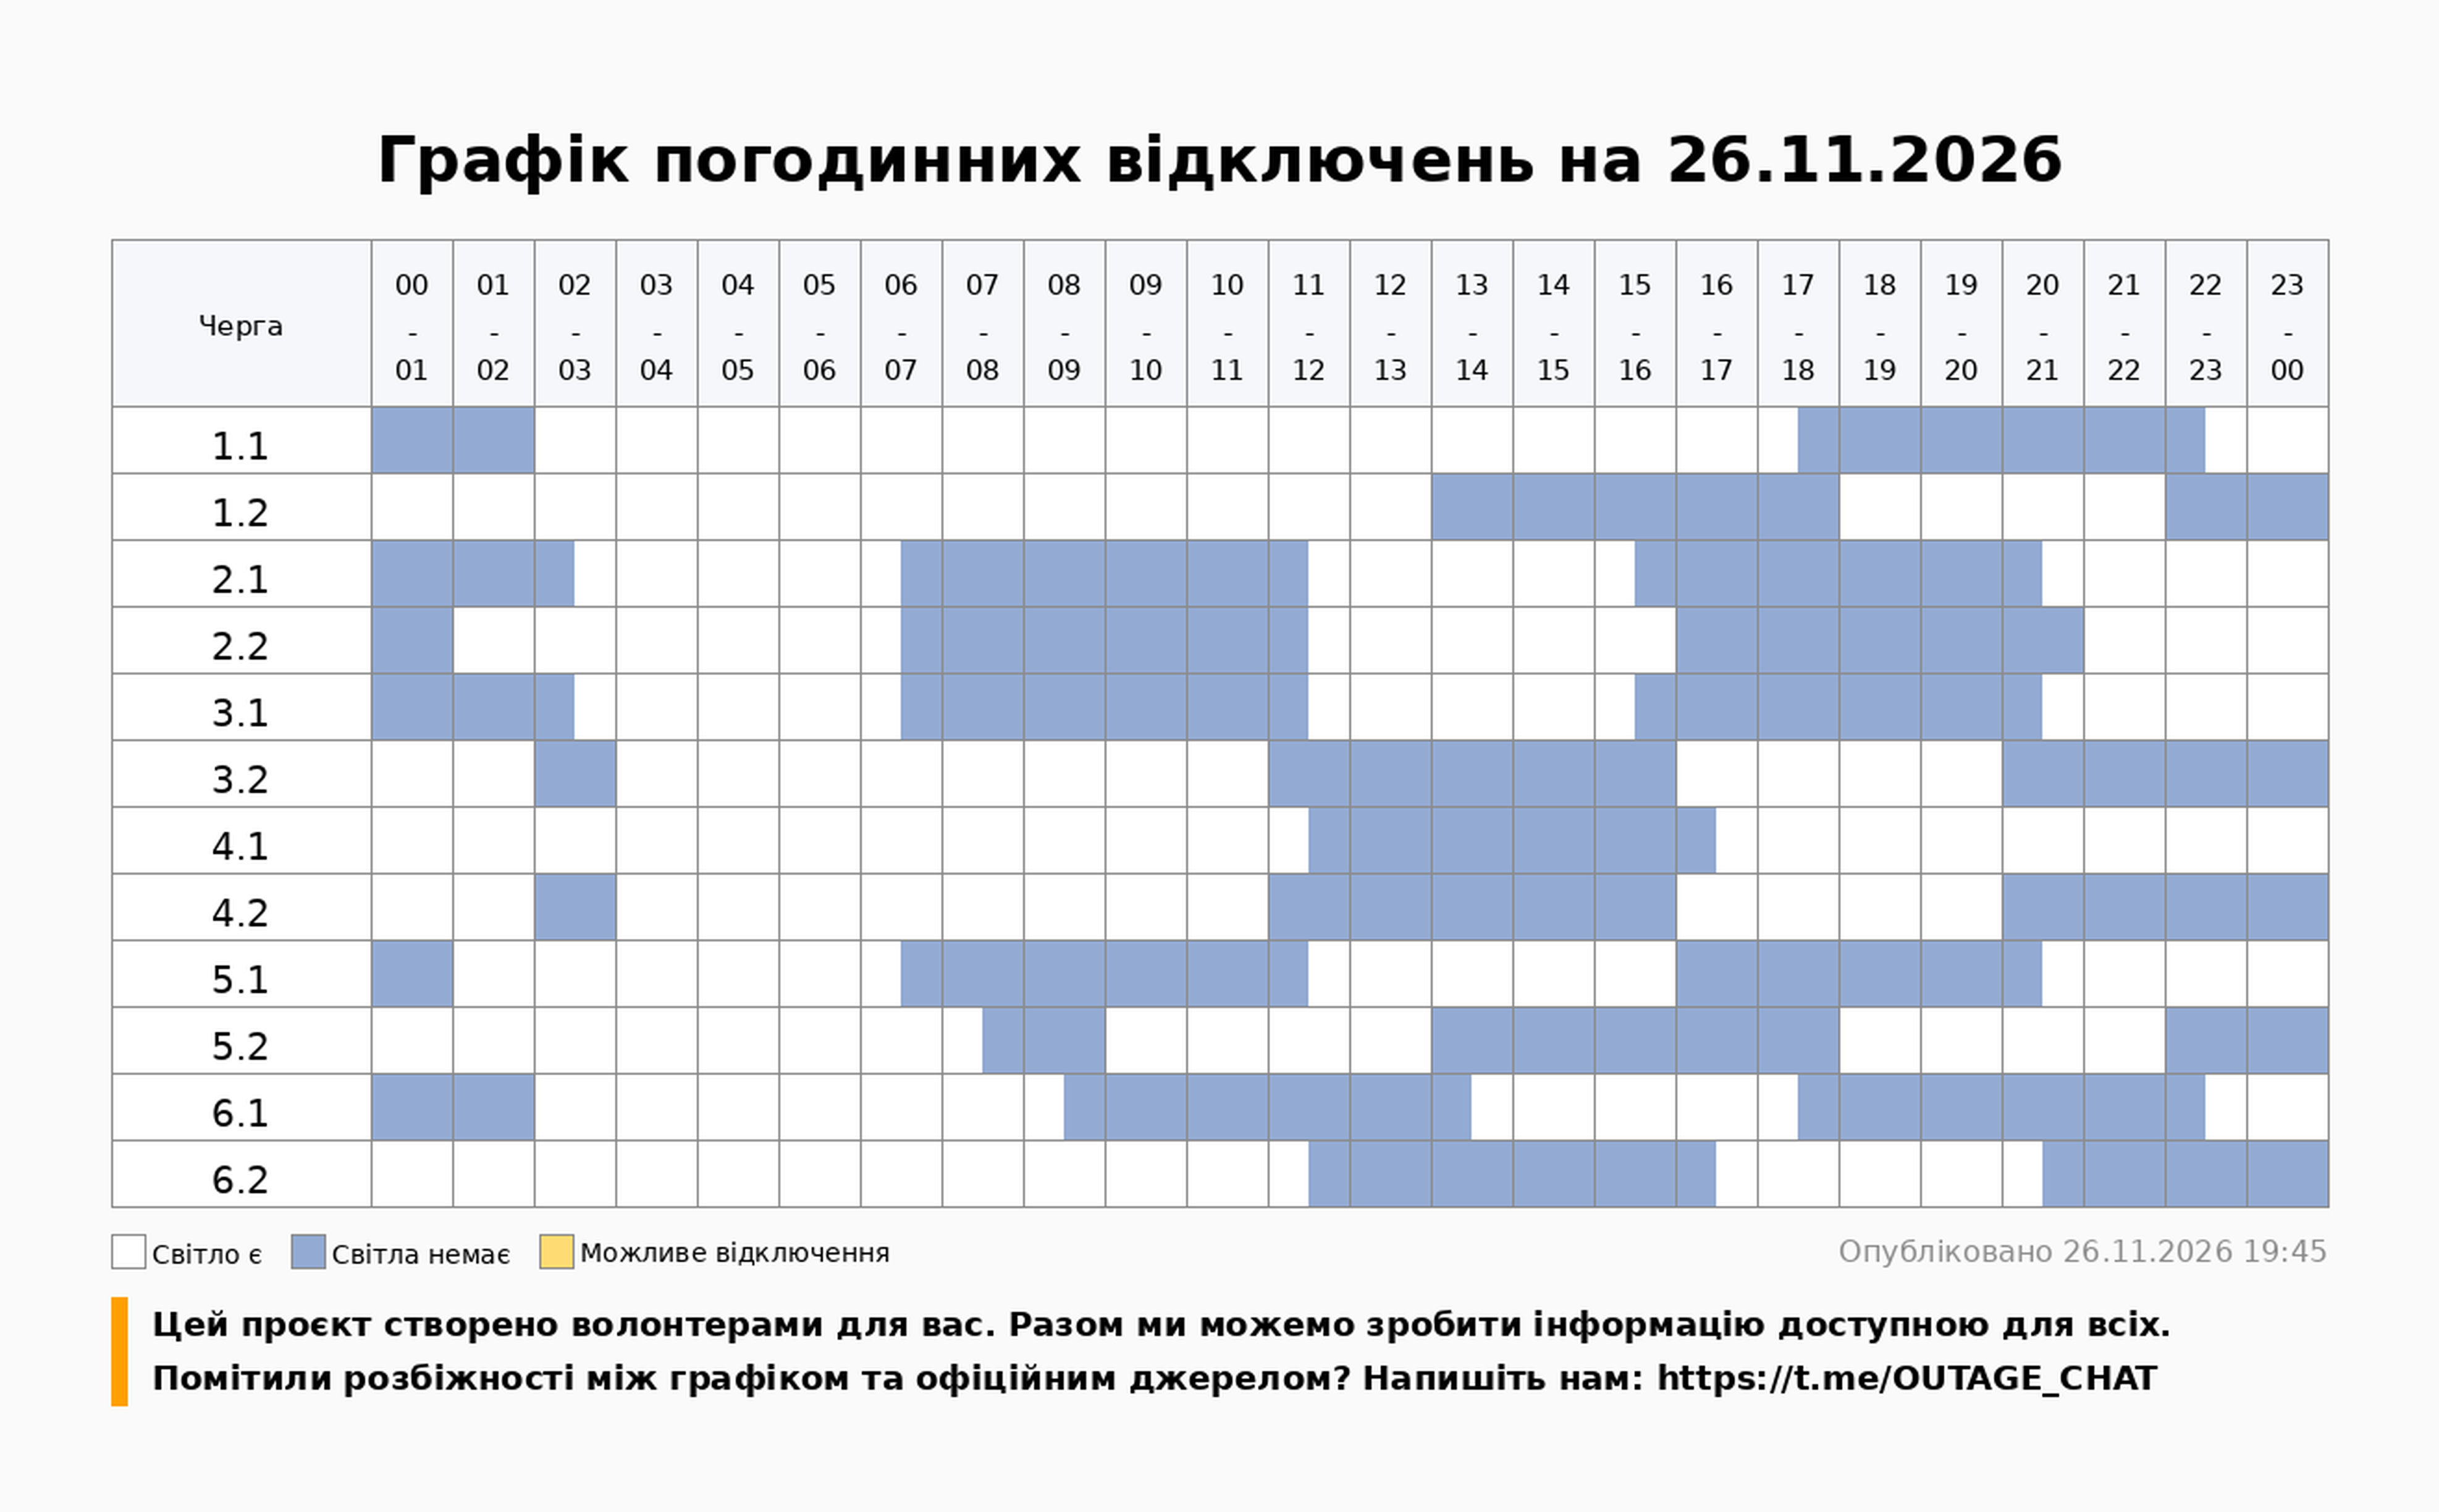 Графік погодинних відключень на 26.11.2026
Черга 00 - 01 01 - 02 02 - 03 03 - 04 04 - 05 05 - 06 06 - 07 07 - 08 08 - 09 09 - 10 10 - 11 11 - 12 12 - 13 13 - 14 14 - 15 15 - 16 16 - 17 17 - 18 18 - 19 19 - 20 20 - 21 21 - 22 22 - 23 23 - 00
1.1
1.2
2.1
2.2
3.1
3.2
4.1
4.2
5.1
5.2
6.1
6.2
Світло є Світла немає Можливе відключення Опубліковано 26.11.2026 19:45
Цей проєкт створено волонтерами для вас. Разом ми можемо зробити інформацію доступною для всіх.
Помітили розбіжності між графіком та офіційним джерелом? Напишіть нам: https://t.me/OUTAGE_CHAT